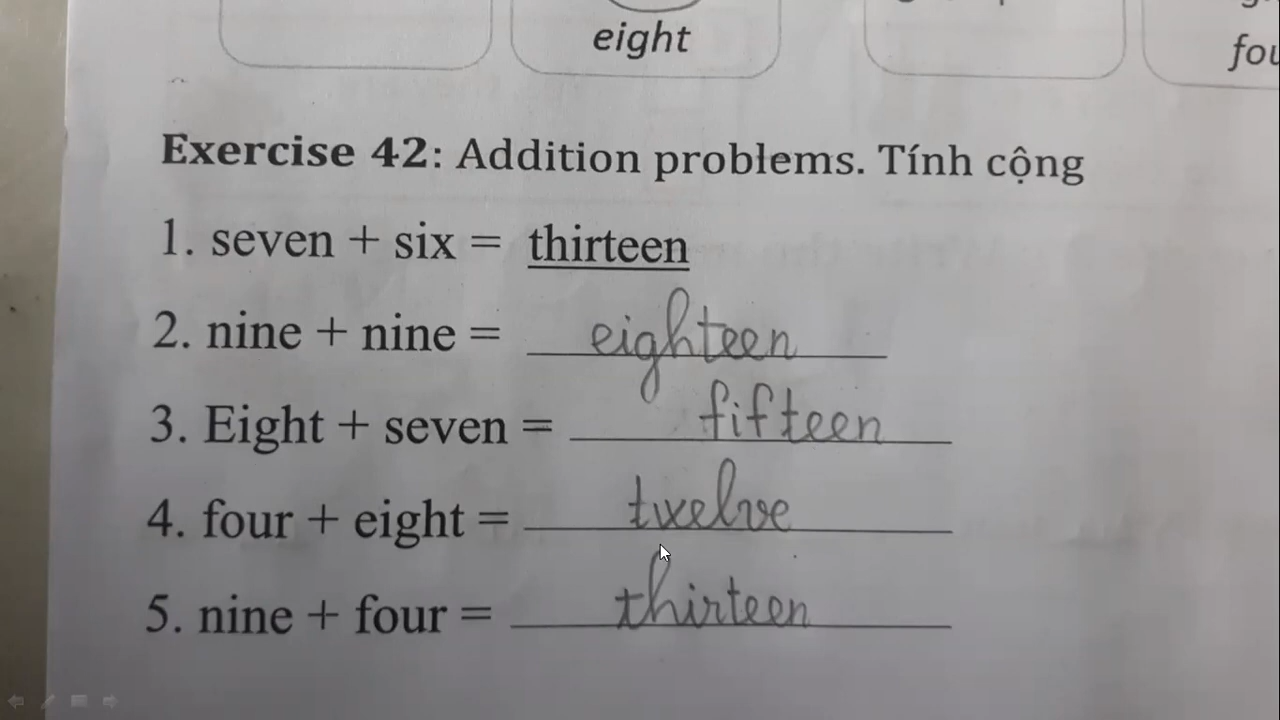 eight
Exercise 42: Addition problems. Tính cộng
1. seven + six = thirteen
2. nine + nine = eighteen
3. Eight + seven = fifteen
4. four + eight = twelve
5. nine + four = thirteen